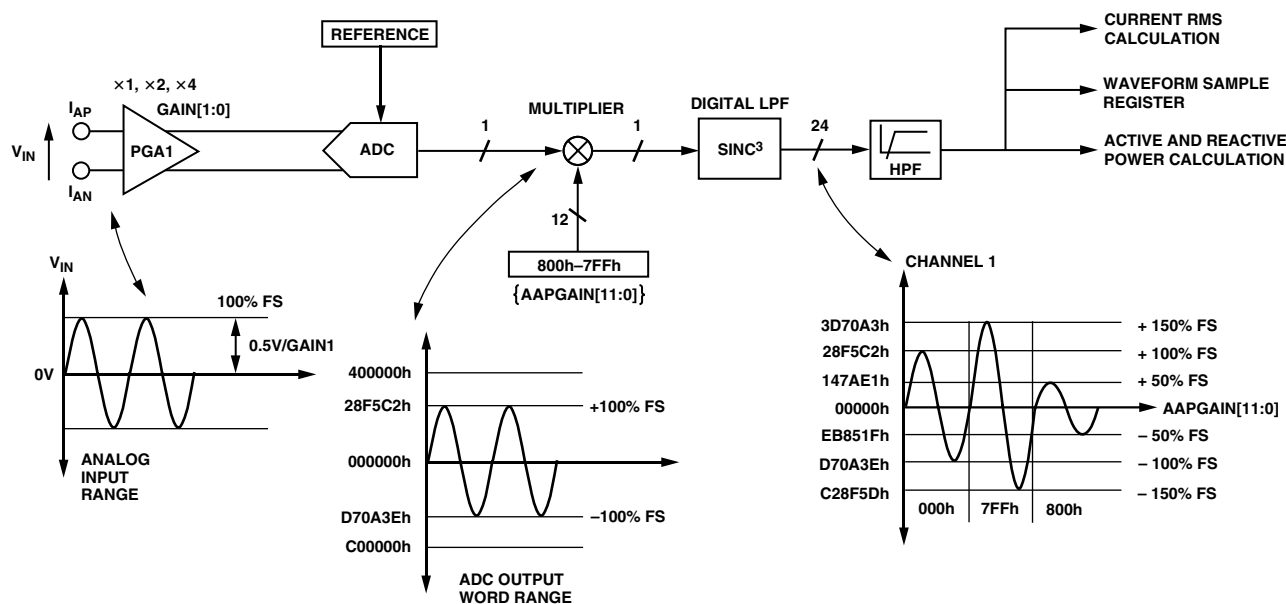 REFERENCE
×1, ×2, ×4
GAIN[1:0]
I_AP
V_IN
I_AN
PGA1
ADC
1
MULTIPLIER
1
DIGITAL LPF
SINC³
24
HPF
CURRENT RMS
CALCULATION
WAVEFORM SAMPLE
REGISTER
ACTIVE AND REACTIVE
POWER CALCULATION
12
800h–7FFh
{AAPGAIN[11:0]}
V_IN
100% FS
0.5V/GAIN1
0V
ANALOG
INPUT
RANGE
400000h
28F5C2h
+100% FS
000000h
D70A3Eh
–100% FS
C00000h
ADC OUTPUT
WORD RANGE
CHANNEL 1
3D70A3h
+ 150% FS
28F5C2h
+ 100% FS
147AE1h
+ 50% FS
00000h
AAPGAIN[11:0]
EB851Fh
– 50% FS
D70A3Eh
– 100% FS
C28F5Dh
– 150% FS
000h
7FFh
800h